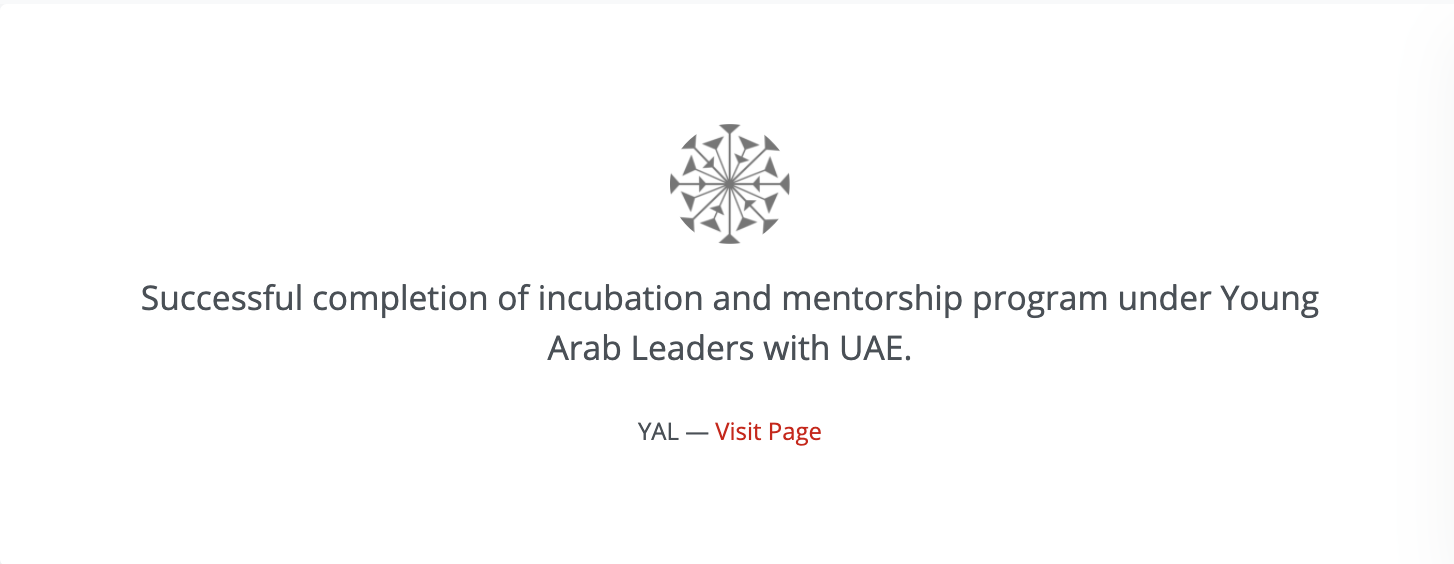 Successful completion of incubation and mentorship program under Young
Arab Leaders with UAE.
YAL — Visit Page